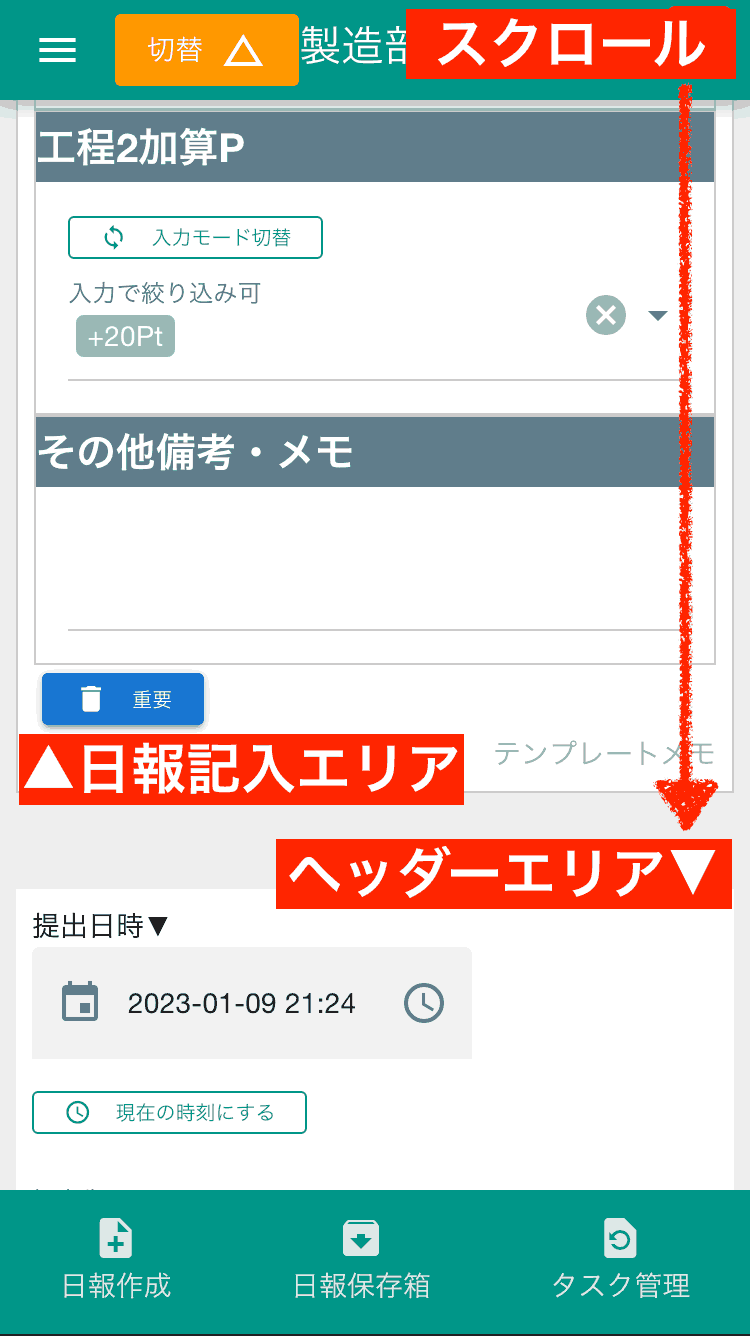 切替
製造部
スクロール
工程2加算P
入力モード切替
入力で絞り込み可
+20Pt
その他備考・メモ
重要
▲日報記入エリア
テンプレートメモ
ヘッダーエリア▼
提出日時▼
2023-01-09 21:24
現在の時刻にする
日報作成
日報保存箱
タスク管理